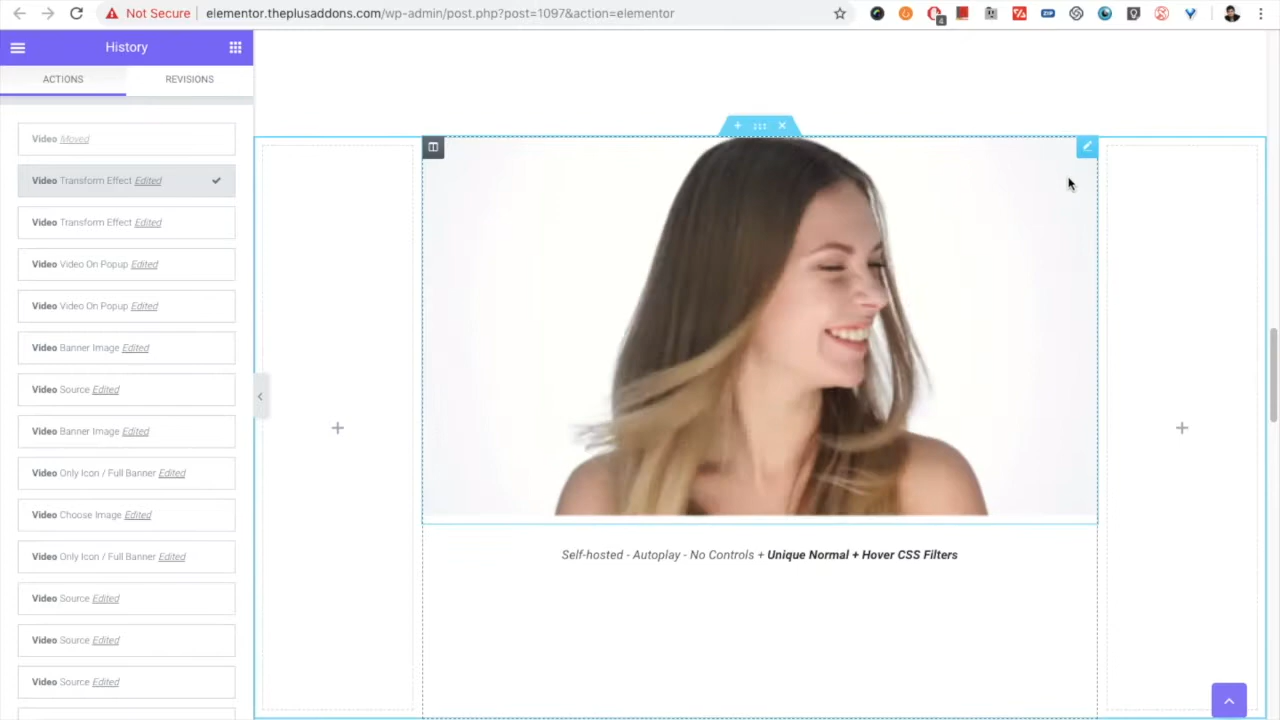 Not Secure elementor.theplusaddons.com/wp-admin/post.php?post=1097&action=elementor
4
ZIP
History
ACTIONS REVISIONS
Video Moved
Video Transform Effect Edited
Video Transform Effect Edited
Video Video On Popup Edited
Video Video On Popup Edited
Video Banner Image Edited
Video Source Edited
Video Banner Image Edited
Video Only Icon / Full Banner Edited
Video Choose Image Edited
Video Only Icon / Full Banner Edited
Video Source Edited
Video Source Edited
Video Source Edited
Self-hosted - Autoplay - No Controls + Unique Normal + Hover CSS Filters